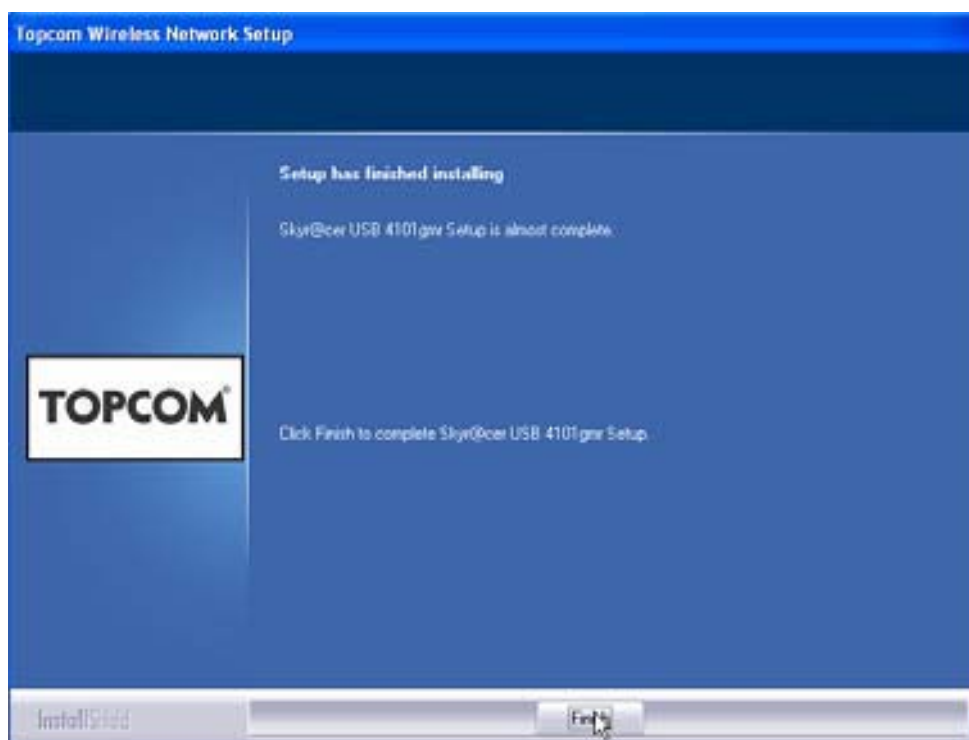 Topcom Wireless Network Setup
Setup has finished installing
Skyr@cer USB 4101gmr Setup is almost complete.
TOPCOM®
Click Finish to complete Skyr@cer USB 4101gmr Setup.
InstallShield
Finish